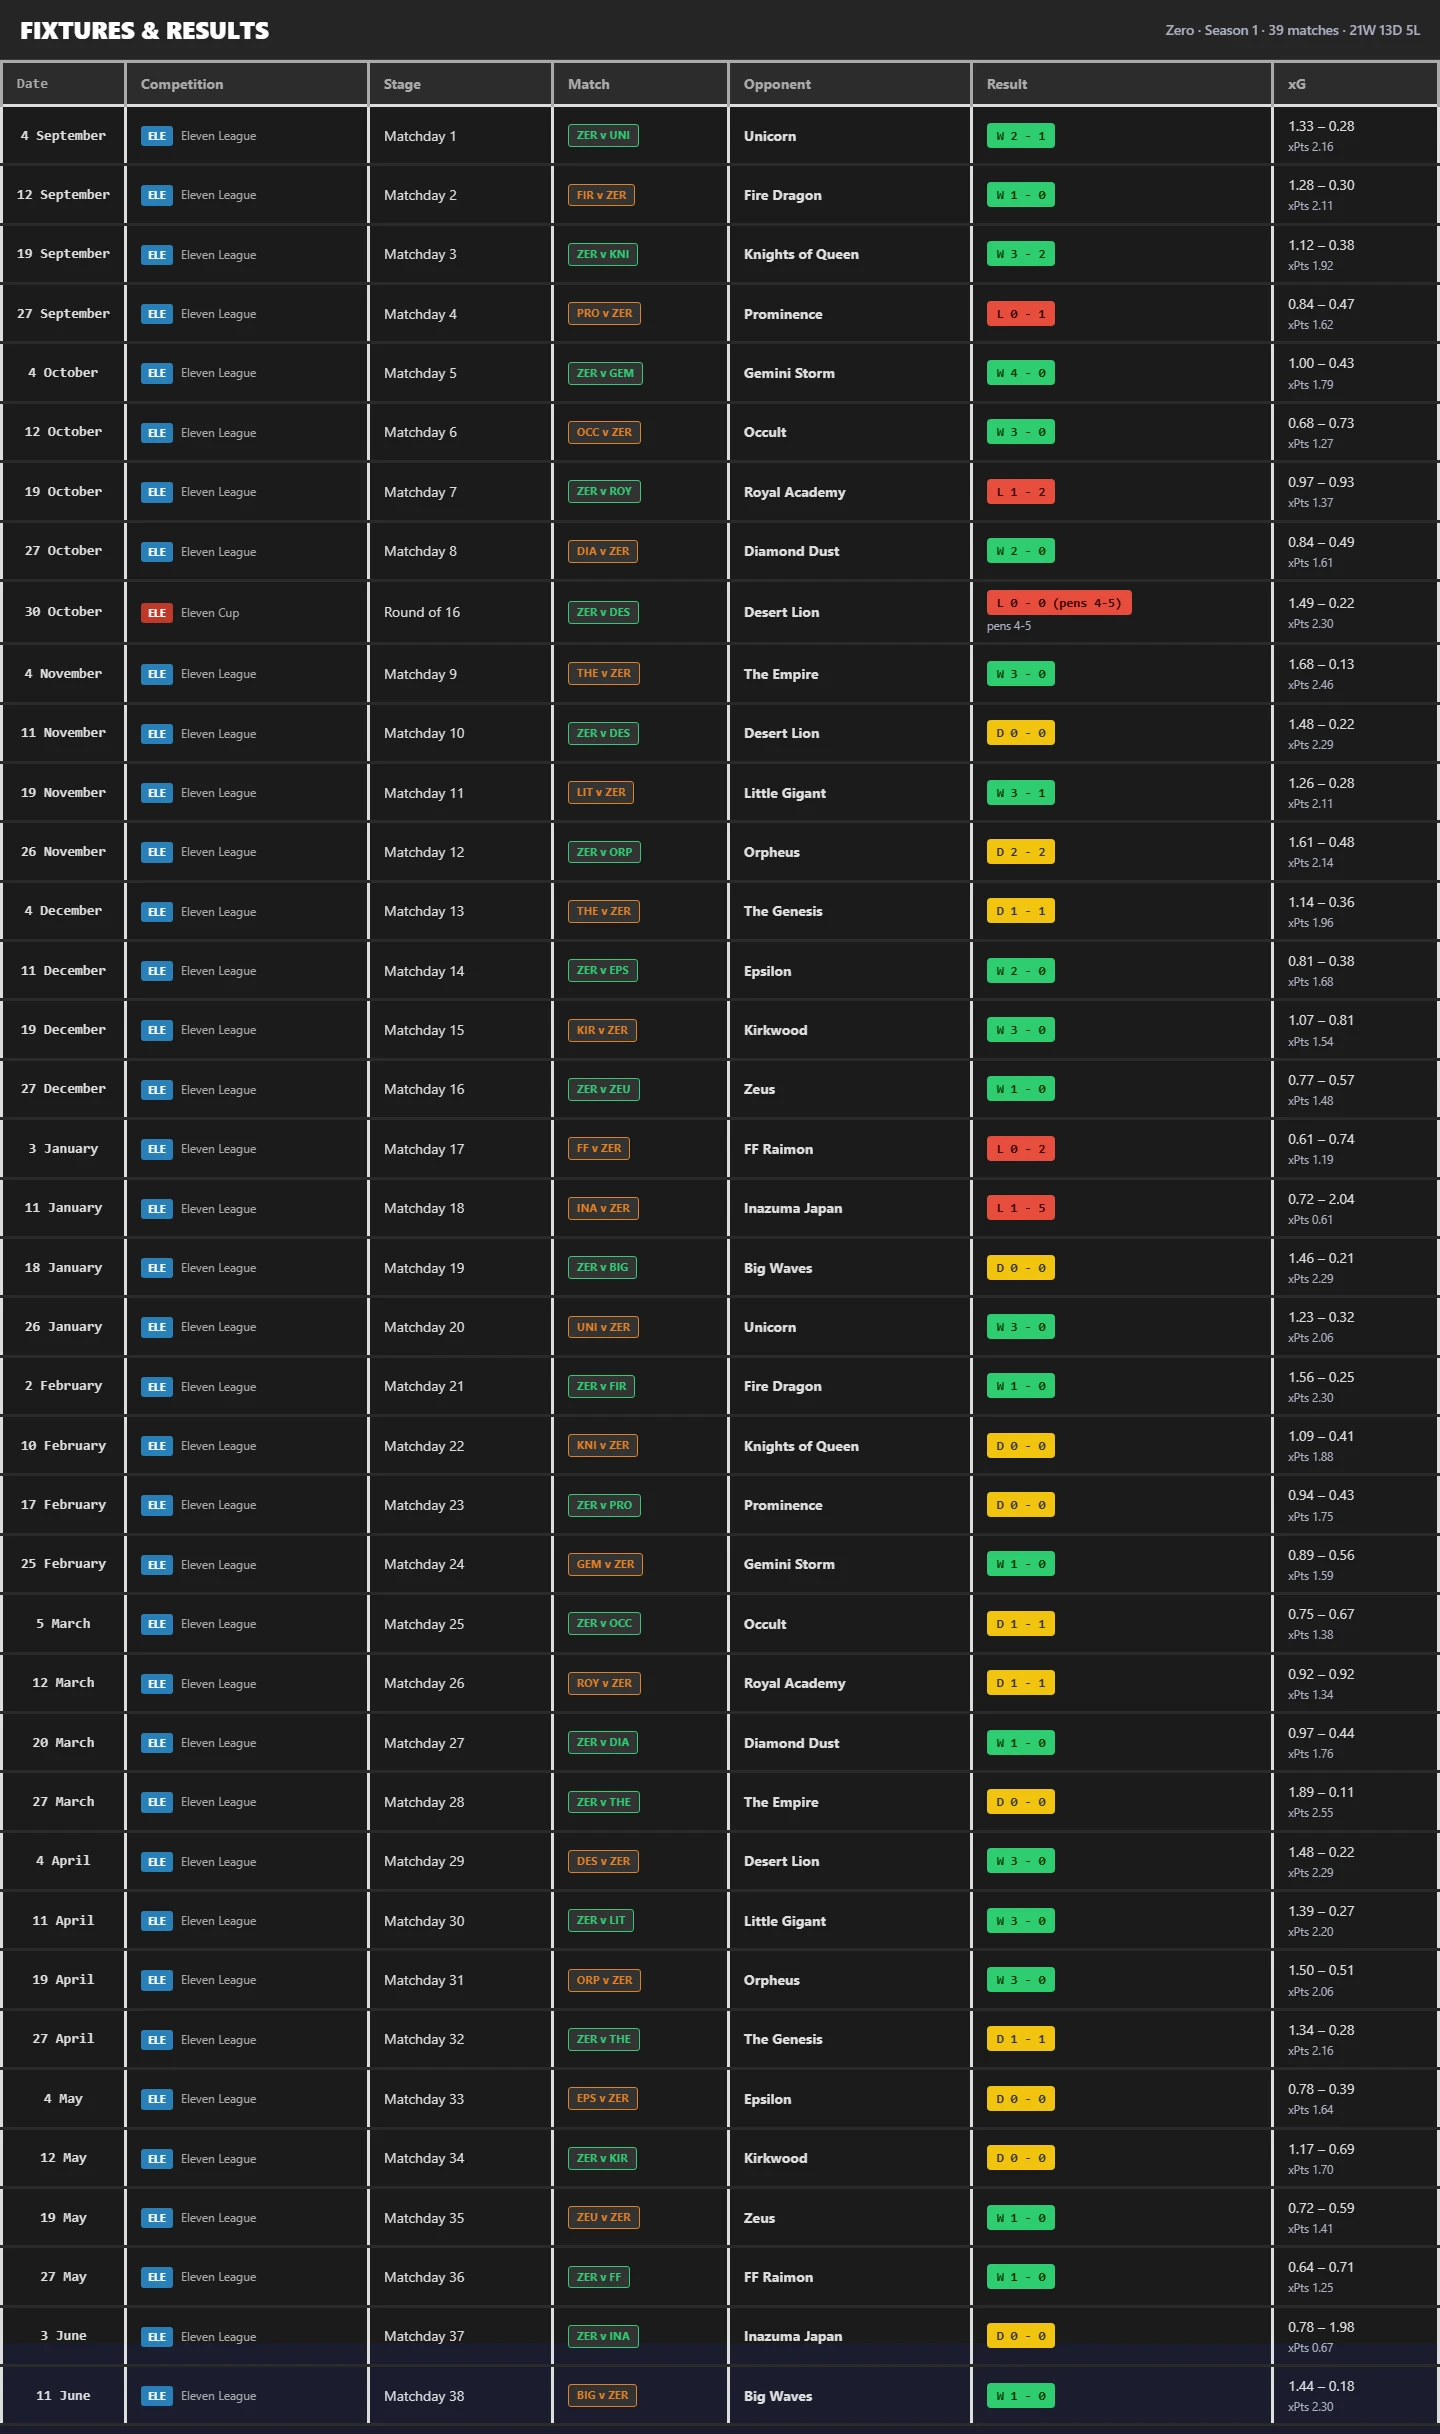 FIXTURES & RESULTS
Zero · Season 1 · 39 matches · 21W 13D 5L
Date Competition Stage Match Opponent Result xG
4 September ELE Eleven League Matchday 1 ZER v UNI Unicorn W 2 - 1 1.33 – 0.28
xPts 2.16
12 September ELE Eleven League Matchday 2 FIR v ZER Fire Dragon W 1 - 0 1.28 – 0.30
xPts 2.11
19 September ELE Eleven League Matchday 3 ZER v KNI Knights of Queen W 3 - 2 1.12 – 0.38
xPts 1.92
27 September ELE Eleven League Matchday 4 PRO v ZER Prominence L 0 - 1 0.84 – 0.47
xPts 1.62
4 October ELE Eleven League Matchday 5 ZER v GEM Gemini Storm W 4 - 0 1.00 – 0.43
xPts 1.79
12 October ELE Eleven League Matchday 6 OCC v ZER Occult W 3 - 0 0.68 – 0.73
xPts 1.27
19 October ELE Eleven League Matchday 7 ZER v ROY Royal Academy L 1 - 2 0.97 – 0.93
xPts 1.37
27 October ELE Eleven League Matchday 8 DIA v ZER Diamond Dust W 2 - 0 0.84 – 0.49
xPts 1.61
30 October ELE Eleven Cup Round of 16 ZER v DES Desert Lion L 0 - 0 (pens 4-5) 1.49 – 0.22
pens 4-5 xPts 2.30
4 November ELE Eleven League Matchday 9 THE v ZER The Empire W 3 - 0 1.68 – 0.13
xPts 2.46
11 November ELE Eleven League Matchday 10 ZER v DES Desert Lion D 0 - 0 1.48 – 0.22
xPts 2.29
19 November ELE Eleven League Matchday 11 LIT v ZER Little Gigant W 3 - 1 1.26 – 0.28
xPts 2.11
26 November ELE Eleven League Matchday 12 ZER v ORP Orpheus D 2 - 2 1.61 – 0.48
xPts 2.14
4 December ELE Eleven League Matchday 13 THE v ZER The Genesis D 1 - 1 1.14 – 0.36
xPts 1.96
11 December ELE Eleven League Matchday 14 ZER v EPS Epsilon W 2 - 0 0.81 – 0.38
xPts 1.68
19 December ELE Eleven League Matchday 15 KIR v ZER Kirkwood W 3 - 0 1.07 – 0.81
xPts 1.54
27 December ELE Eleven League Matchday 16 ZER v ZEU Zeus W 1 - 0 0.77 – 0.57
xPts 1.48
3 January ELE Eleven League Matchday 17 FF v ZER FF Raimon L 0 - 2 0.61 – 0.74
xPts 1.19
11 January ELE Eleven League Matchday 18 INA v ZER Inazuma Japan L 1 - 5 0.72 – 2.04
xPts 0.61
18 January ELE Eleven League Matchday 19 ZER v BIG Big Waves D 0 - 0 1.46 – 0.21
xPts 2.29
26 January ELE Eleven League Matchday 20 UNI v ZER Unicorn W 3 - 0 1.23 – 0.32
xPts 2.06
2 February ELE Eleven League Matchday 21 ZER v FIR Fire Dragon W 1 - 0 1.56 – 0.25
xPts 2.30
10 February ELE Eleven League Matchday 22 KNI v ZER Knights of Queen D 0 - 0 1.09 – 0.41
xPts 1.88
17 February ELE Eleven League Matchday 23 ZER v PRO Prominence D 0 - 0 0.94 – 0.43
xPts 1.75
25 February ELE Eleven League Matchday 24 GEM v ZER Gemini Storm W 1 - 0 0.89 – 0.56
xPts 1.59
5 March ELE Eleven League Matchday 25 ZER v OCC Occult D 1 - 1 0.75 – 0.67
xPts 1.38
12 March ELE Eleven League Matchday 26 ROY v ZER Royal Academy D 1 - 1 0.92 – 0.92
xPts 1.34
20 March ELE Eleven League Matchday 27 ZER v DIA Diamond Dust W 1 - 0 0.97 – 0.44
xPts 1.76
27 March ELE Eleven League Matchday 28 ZER v THE The Empire D 0 - 0 1.89 – 0.11
xPts 2.55
4 April ELE Eleven League Matchday 29 DES v ZER Desert Lion W 3 - 0 1.48 – 0.22
xPts 2.29
11 April ELE Eleven League Matchday 30 ZER v LIT Little Gigant W 3 - 0 1.39 – 0.27
xPts 2.20
19 April ELE Eleven League Matchday 31 ORP v ZER Orpheus W 3 - 0 1.50 – 0.51
xPts 2.06
27 April ELE Eleven League Matchday 32 ZER v THE The Genesis D 1 - 1 1.34 – 0.28
xPts 2.16
4 May ELE Eleven League Matchday 33 EPS v ZER Epsilon D 0 - 0 0.78 – 0.39
xPts 1.64
12 May ELE Eleven League Matchday 34 ZER v KIR Kirkwood D 0 - 0 1.17 – 0.69
xPts 1.70
19 May ELE Eleven League Matchday 35 ZEU v ZER Zeus W 1 - 0 0.72 – 0.59
xPts 1.41
27 May ELE Eleven League Matchday 36 ZER v FF FF Raimon W 1 - 0 0.64 – 0.71
xPts 1.25
3 June ELE Eleven League Matchday 37 ZER v INA Inazuma Japan D 0 - 0 0.78 – 1.98
xPts 0.67
11 June ELE Eleven League Matchday 38 BIG v ZER Big Waves W 1 - 0 1.44 – 0.18
xPts 2.30